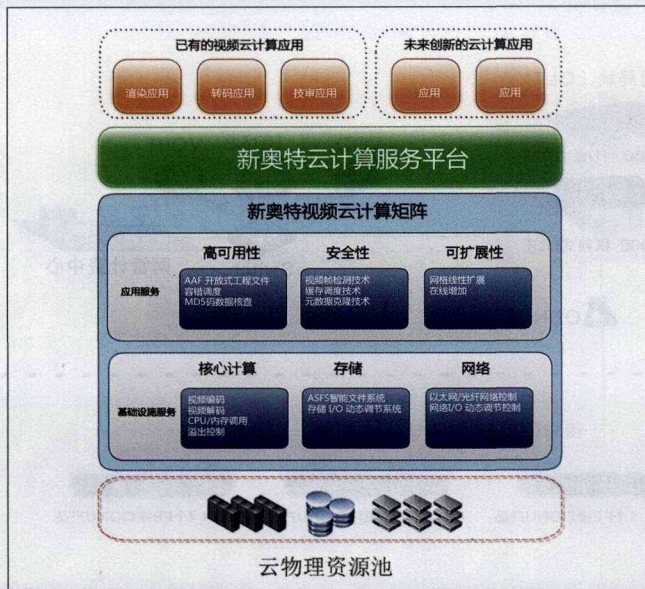 已有的视频云计算应用
未来创新的云计算应用
渲染应用
转码应用
技审应用
应用
应用
新奥特云计算服务平台
新奥特视频云计算矩阵
高可用性
安全性
可扩展性
应用服务
AAF 开放式工程文件
容错调度
MD5码数据核查
视频帧检测技术
缓存调度技术
元数据克隆技术
网格线性扩展
在线增加
核心计算
存储
网络
基础设施服务
视频编码
视频解码
CPU/内存调用
溢出控制
ASFS智能文件系统
存储 I/O 动态调节系统
以太网/光纤网络控制
网络I/O 动态调节控制
云物理资源池